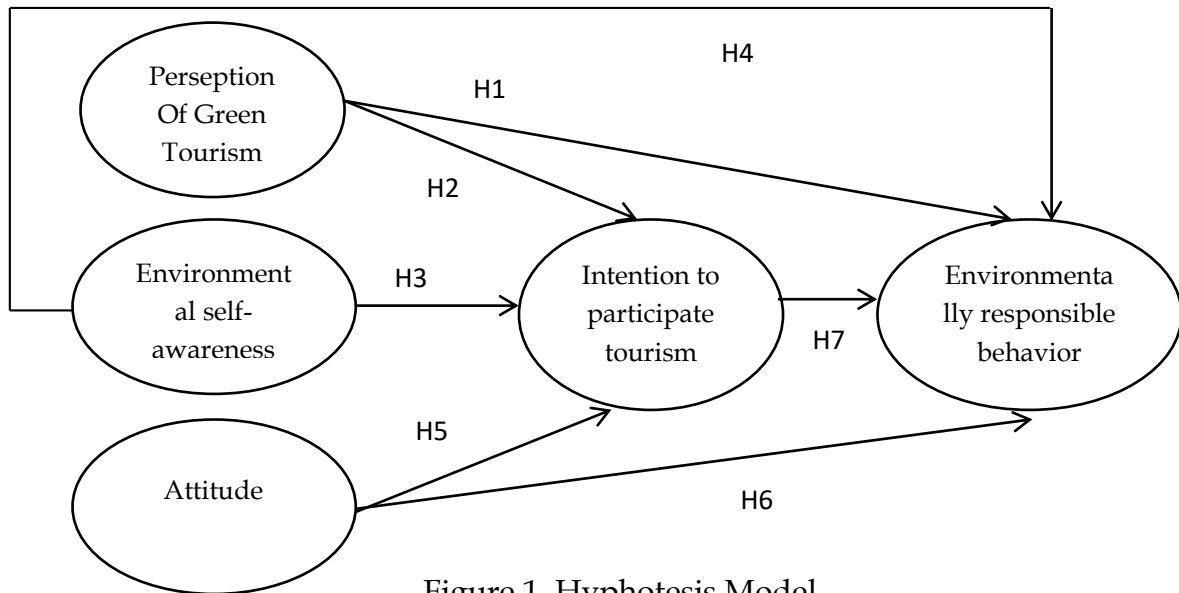 H4
Perseption
Of Green
Tourism
H1
H2
Environment
al self-
awareness
H3
Intention to
participate
tourism
H7
Environmenta
lly responsible
behavior
Attitude
H5
H6
Figure 1. Hyphotesis Model